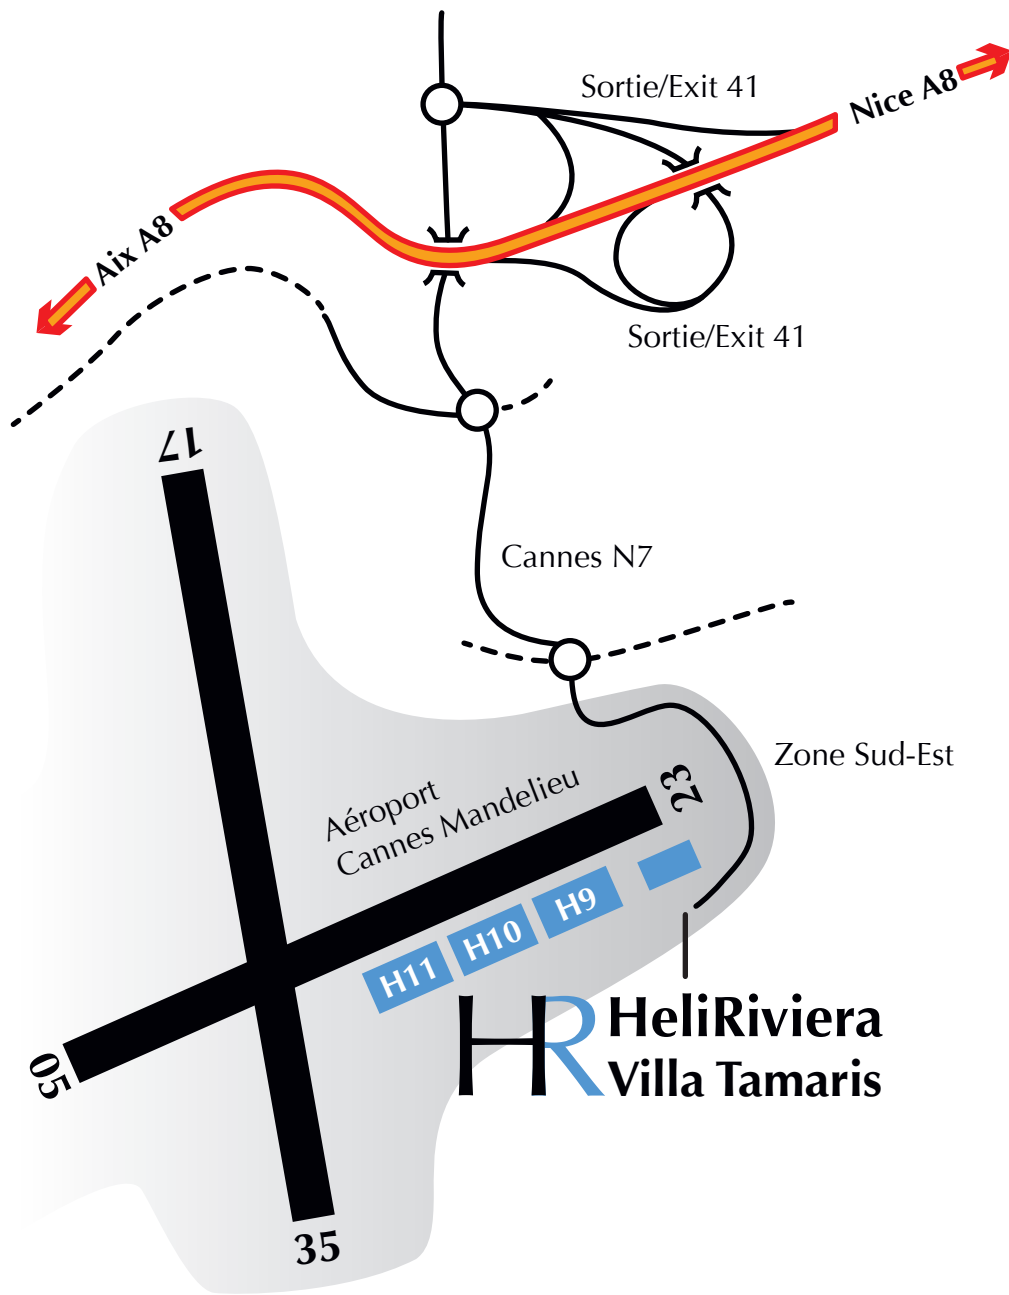 Sortie/Exit 41
Nice A8
Aix A8
Sortie/Exit 41
17
Cannes N7
Zone Sud-Est
23
Aéroport
Cannes Mandelieu
H9
H10
H11
HR
HeliRiviera
Villa Tamaris
05
35